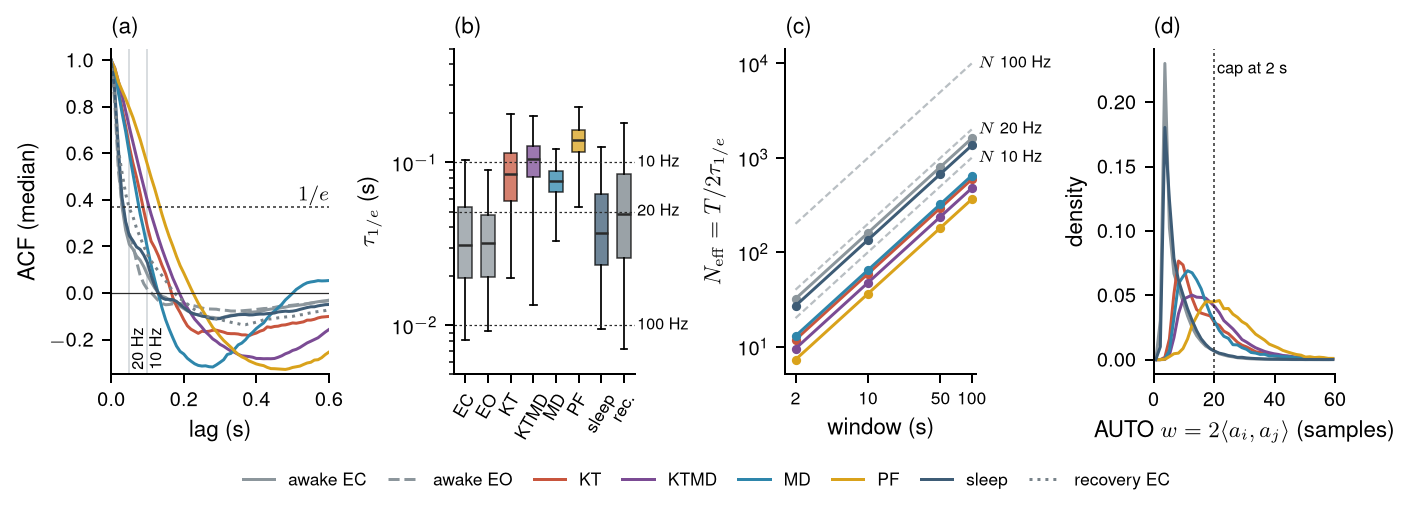 (a)
ACF (median)
1.0
0.8
0.6
0.4
0.2
0.0
−0.2
1/e
20 Hz
10 Hz
0.0
0.2
0.4
0.6
lag (s)
(b)
τ1/e (s)
10−1
10−2
10 Hz
20 Hz
100 Hz
EC
EO
KT
KTMD
MD
PF
sleep
rec.
(c)
Neff = T/2τ1/e
104
103
102
101
N 100 Hz
N 20 Hz
N 10 Hz
2
10
50
100
window (s)
(d)
density
0.20
0.15
0.10
0.05
0.00
cap at 2 s
0
20
40
60
AUTO w = 2⟨ai, aj⟩ (samples)
awake EC
awake EO
KT
KTMD
MD
PF
sleep
recovery EC